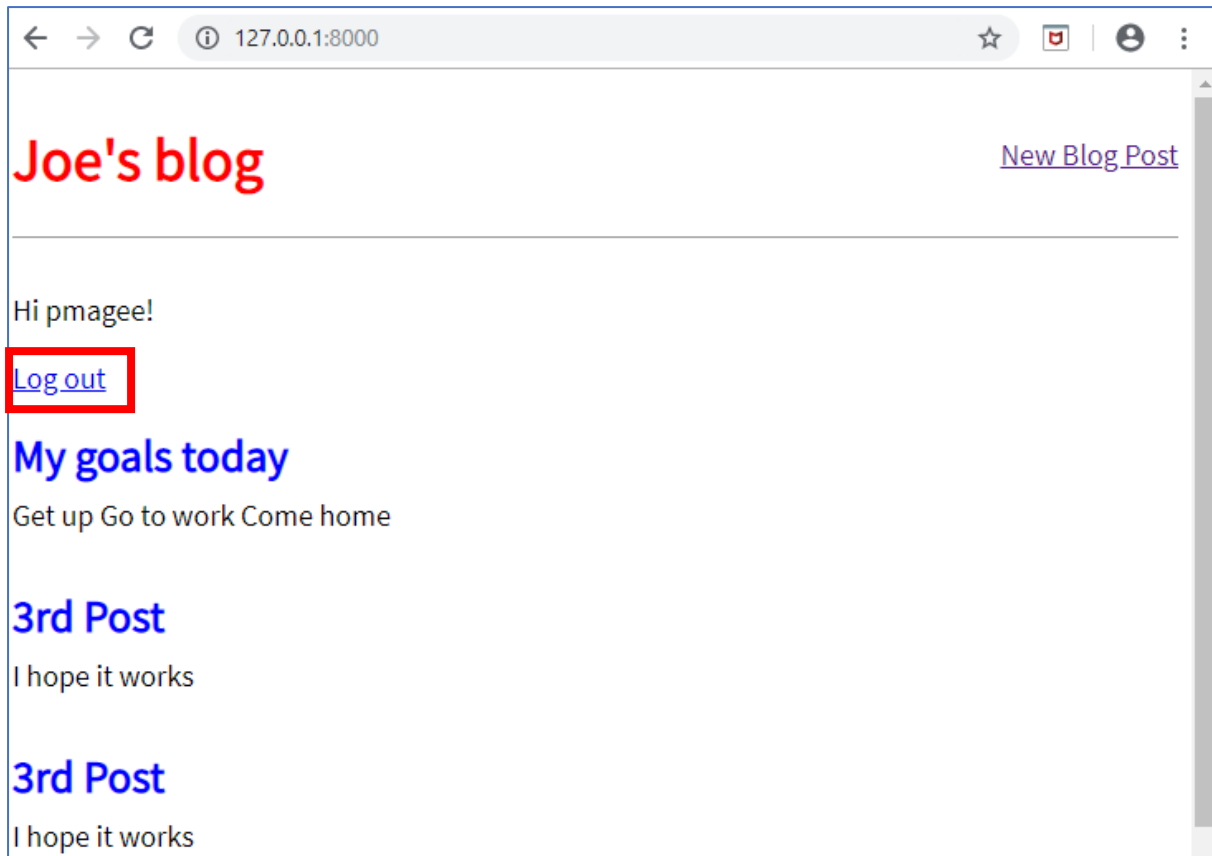 127.0.0.1:8000
Joe's blog
New Blog Post
Hi pmagee!
Log out
My goals today
Get up Go to work Come home
3rd Post
I hope it works
3rd Post
I hope it works